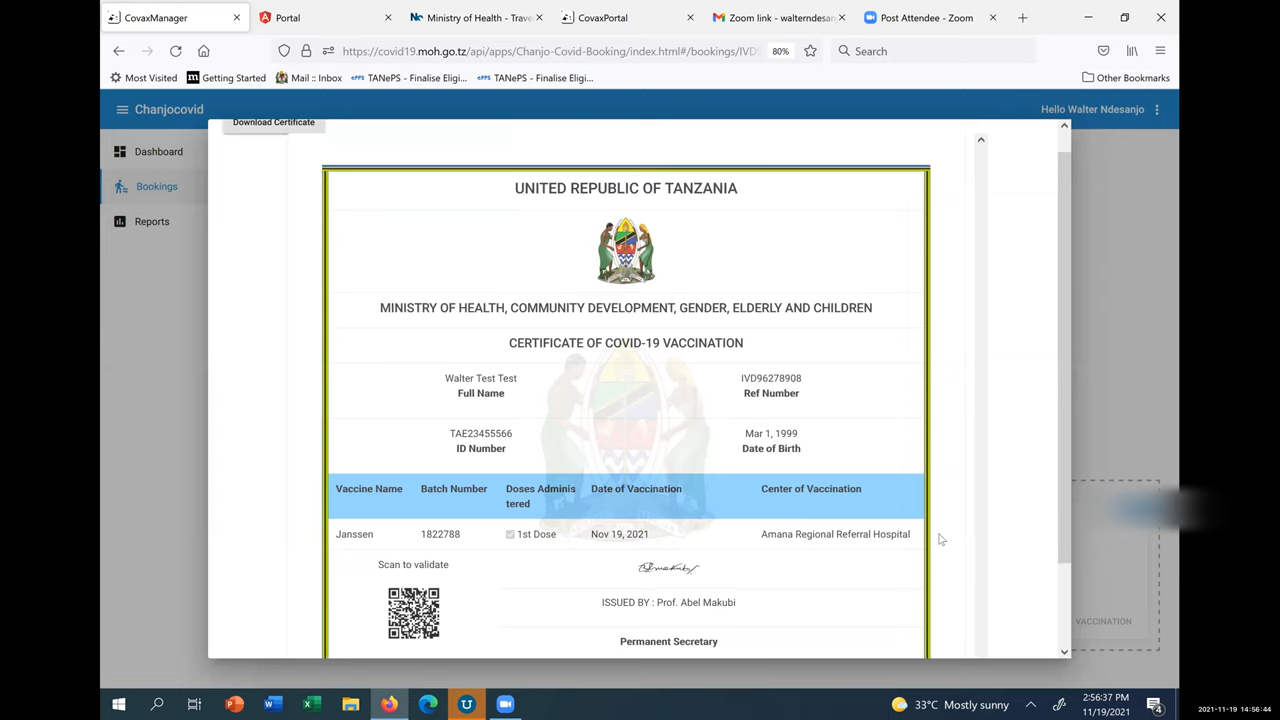 CovaxManager
Portal
Ministry of Health - Trave
CovaxPortal
Zoom link - walterndesan
Post Attendee - Zoom
https://covid19.moh.go.tz/api/apps/Chanjo-Covid-Booking/index.html#/bookings/IVD
80%
Search
Most Visited
Getting Started
Mail :: Inbox
TANePS - Finalise Eligi...
TANePS - Finalise Eligi...
Other Bookmarks
Chanjocovid
Hello Walter Ndesanjo
Download Certificate
Dashboard
Bookings
Reports
UNITED REPUBLIC OF TANZANIA
MINISTRY OF HEALTH, COMMUNITY DEVELOPMENT, GENDER, ELDERLY AND CHILDREN
CERTIFICATE OF COVID-19 VACCINATION
Walter Test Test
Full Name
IVD96278908
Ref Number
TAE23455566
ID Number
Mar 1, 1999
Date of Birth
Vaccine Name Batch Number Doses Adminis Date of Vaccination Center of Vaccination
tered
Janssen 1822788 1st Dose Nov 19, 2021 Amana Regional Referral Hospital
Scan to validate
ISSUED BY : Prof. Abel Makubi
VACCINATION
Permanent Secretary
33°C Mostly sunny
2:56:37 PM
11/19/2021
4
2021-11-19 14:56:44